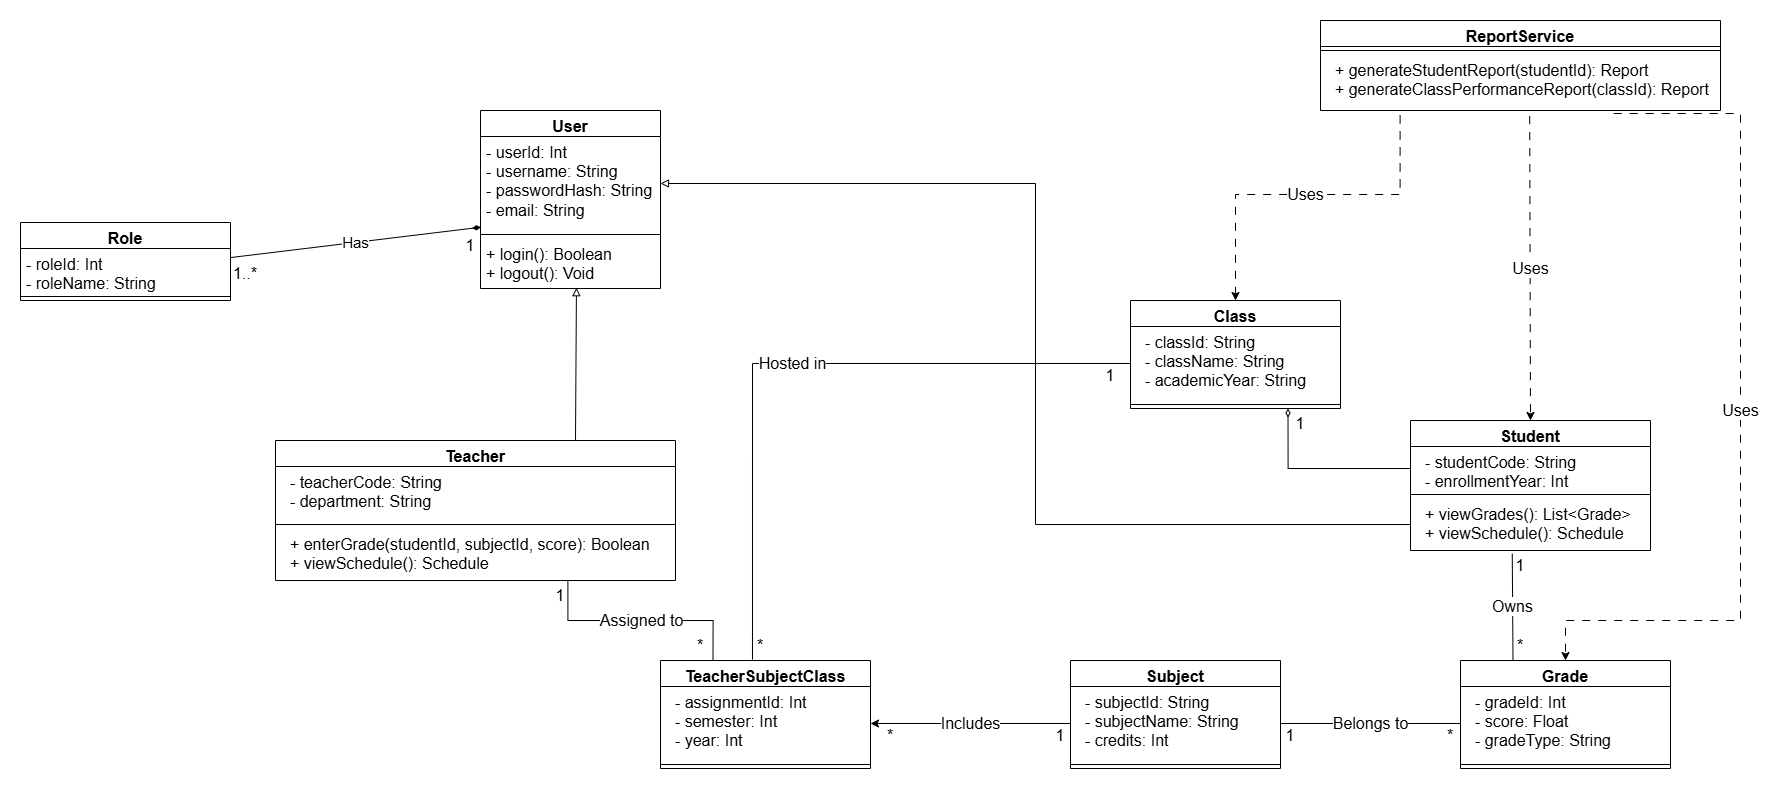 ReportService
+ generateStudentReport(studentId): Report
+ generateClassPerformanceReport(classId): Report
User
- userId: Int
- username: String
- passwordHash: String
- email: String
+ login(): Boolean
+ logout(): Void
Role
- roleId: Int
- roleName: String
1..*
Has
1
Uses
Uses
Uses
Class
- classId: String
- className: String
- academicYear: String
Hosted in
1
1
Student
- studentCode: String
- enrollmentYear: Int
+ viewGrades(): List<Grade>
+ viewSchedule(): Schedule
Teacher
- teacherCode: String
- department: String
+ enterGrade(studentId, subjectId, score): Boolean
+ viewSchedule(): Schedule
1
Assigned to
*
*
1
Owns
*
TeacherSubjectClass
- assignmentId: Int
- semester: Int
- year: Int
*
Includes
1
Subject
- subjectId: String
- subjectName: String
- credits: Int
1
Belongs to
*
Grade
- gradeId: Int
- score: Float
- gradeType: String